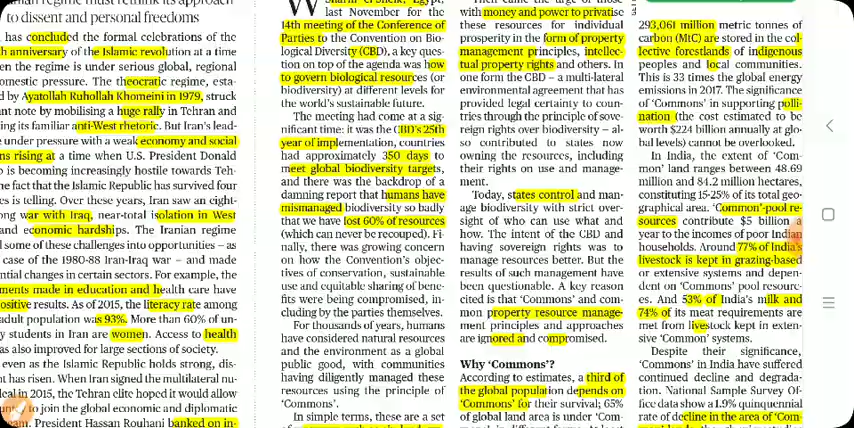 to dissent and personal freedoms
has concluded the formal celebrations of the
anniversary of the Islamic revolution at a time
en the regime is under serious global, regional
omestic pressure. The theocratic regime, esta-
d by Ayatollah Ruhollah Khomeini in 1979, struck
ant note by mobilising a huge rally in Tehran and
ing its familiar anti-West rhetoric. But Iran's lead-
under pressure with a weak economy and social
ns rising at a time when U.S. President Donald
p is becoming increasingly hostile towards Teh-
he fact that the Islamic Republic has survived four
es is telling. Over these years, Iran saw an eight-
ong war with Iraq, near-total isolation in West
and economic hardships. The Iranian regime
d some of these challenges into opportunities – as
case of the 1980-88 Iran-Iraq war – and made
ntial changes in certain sectors. For example, the
ments made in education and health care have
ositive results. As of 2015, the literacy rate among
adult population was 93%. More than 60% of un-
y students in Iran are women. Access to health
as also improved for large sections of society.
even as the Islamic Republic holds strong, dis-
t has risen. When Iran signed the multilateral nu-
deal in 2015, the Tehran elite hoped it would allow
to join the global economic and diplomatic
am. President Hassan Rouhani banked on in-
last November for the
14th meeting of the Conference of
Parties to the Convention on Bio-
logical Diversity (CBD), a key ques-
tion on top of the agenda was how
to govern biological resources (or
biodiversity) at different levels for
the world's sustainable future.
The meeting had come at a sig-
nificant time: it was the CBD's 25th
year of implementation, countries
had approximately 350 days to
meet global biodiversity targets,
and there was the backdrop of a
damning report that humans have
mismanaged biodiversity so badly
that we have lost 60% of resources
(which can never be recouped). Fi-
nally, there was growing concern
on how the Convention's objec-
tives of conservation, sustainable
use and equitable sharing of bene-
fits were being compromised, in-
cluding by the parties themselves.
For thousands of years, humans
have considered natural resources
and the environment as a global
public good, with communities
having diligently managed these
resources using the principle of
'Commons'.
In simple terms, these are a set
with money and power to privatise
these resources for individual
prosperity in the form of property
management principles, intellec-
tual property rights and others. In
one form the CBD – a multi-lateral
environmental agreement that has
provided legal certainty to coun-
tries through the principle of sove-
reign rights over biodiversity – al-
so contributed to states now
owning the resources, including
their rights on use and manage-
ment.
Today, states control and man-
age biodiversity with strict over-
sight of who can use what and
how. The intent of the CBD and
having sovereign rights was to
manage resources better. But the
results of such management have
been questionable. A key reason
cited is that 'Commons' and com-
mon property resource manage-
ment principles and approaches
are ignored and compromised.
Why 'Commons'?
According to estimates, a third of
the global population depends on
'Commons' for their survival; 65%
of global land area is under 'Com-
293,061 million metric tonnes of
carbon (MtC) are stored in the col-
lective forestlands of indigenous
peoples and local communities.
This is 33 times the global energy
emissions in 2017. The significance
of 'Commons' in supporting polli-
nation (the cost estimated to be
worth $224 billion annually at glo-
bal levels) cannot be overlooked.
In India, the extent of 'Com-
mon' land ranges between 48.69
million and 84.2 million hectares,
constituting 15-25% of its total geo-
graphical area. 'Common-pool re-
sources' contribute $5 billion a
year to the incomes of poor Indian
households. Around 77% of India's
livestock is kept in grazing-based
or extensive systems and depen-
dent on 'Commons' pool resourc-
es. And 53% of India's milk and
74% of its meat requirements are
met from livestock kept in exten-
sive 'Common' systems.
Despite their significance,
'Commons' in India have suffered
continued decline and degrada-
tion. National Sample Survey Of-
fice data show a 1.9% quinquennial
rate of decline in the area of 'Com-